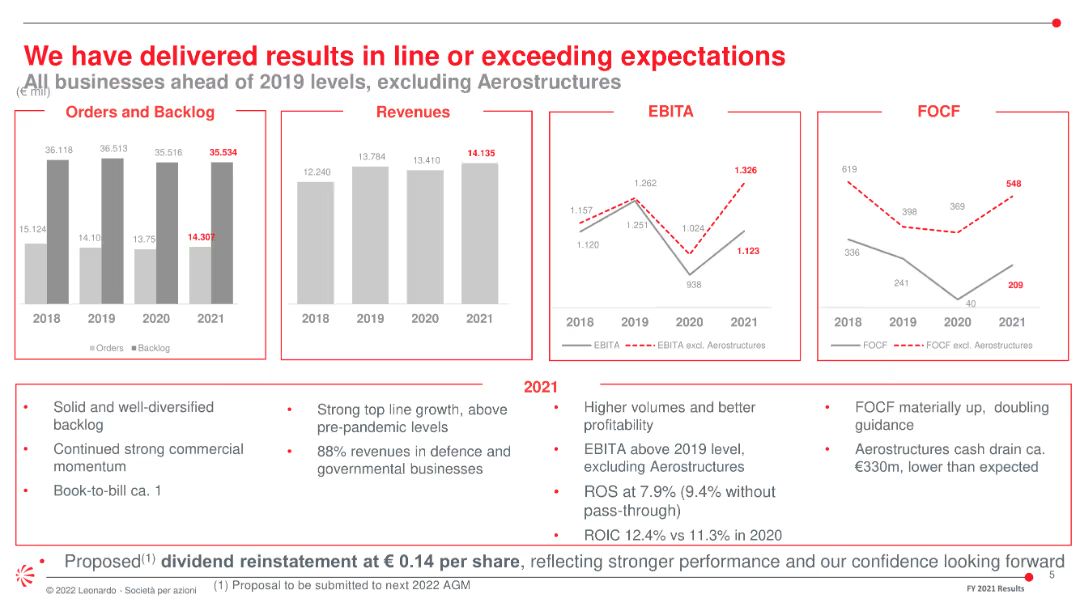 We have delivered results in line or exceeding expectations
All businesses ahead of 2019 levels, excluding Aerostructures
(€ mil)
Orders and Backlog
36.118 36.513 35.516 35.534
15.124 14.10 13.75 14.307
2018 2019 2020 2021
Orders Backlog
Revenues
12.240 13.784 13.410 14.135
2018 2019 2020 2021
EBITA
1.157 1.262 1.024 1.326
1.120 1.251 938 1.123
2018 2019 2020 2021
EBITA EBITA excl. Aerostructures
FOCF
619 398 369 548
336 241 40 209
2018 2019 2020 2021
FOCF FOCF excl. Aerostructures
2021
• Solid and well-diversified
backlog
• Continued strong commercial
momentum
• Book-to-bill ca. 1
• Strong top line growth, above
pre-pandemic levels
• 88% revenues in defence and
governmental businesses
• Higher volumes and better
profitability
• EBITA above 2019 level,
excluding Aerostructures
• ROS at 7.9% (9.4% without
pass-through)
• ROIC 12.4% vs 11.3% in 2020
• FOCF materially up, doubling
guidance
• Aerostructures cash drain ca.
€330m, lower than expected
• Proposed(1) dividend reinstatement at € 0.14 per share, reflecting stronger performance and our confidence looking forward
© 2022 Leonardo - Società per azioni
(1) Proposal to be submitted to next 2022 AGM
FY 2021 Results
5